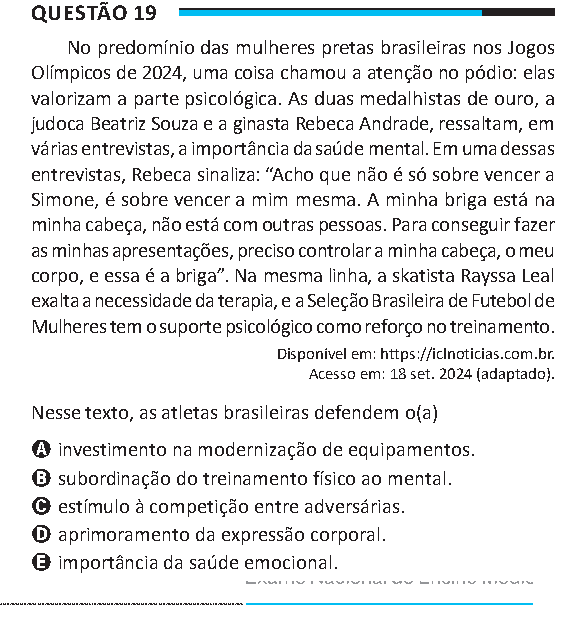 QUESTÃO 19
No predomínio das mulheres pretas brasileiras nos Jogos
Olímpicos de 2024, uma coisa chamou a atenção no pódio: elas
valorizam a parte psicológica. As duas medalhistas de ouro, a
judoca Beatriz Souza e a ginasta Rebeca Andrade, ressaltam, em
várias entrevistas, a importância da saúde mental. Em uma dessas
entrevistas, Rebeca sinaliza: “Acho que não é só sobre vencer a
Simone, é sobre vencer a mim mesma. A minha briga está na
minha cabeça, não está com outras pessoas. Para conseguir fazer
as minhas apresentações, preciso controlar a minha cabeça, o meu
corpo, e essa é a briga”. Na mesma linha, a skatista Rayssa Leal
exalta a necessidade da terapia, e a Seleção Brasileira de Futebol de
Mulheres tem o suporte psicológico como reforço no treinamento.
Disponível em: https://iclnoticias.com.br.
Acesso em: 18 set. 2024 (adaptado).
Nesse texto, as atletas brasileiras defendem o(a)
A investimento na modernização de equipamentos.
B subordinação do treinamento físico ao mental.
C estímulo à competição entre adversárias.
D aprimoramento da expressão corporal.
E importância da saúde emocional.
Exame Nacional do Ensino Médio